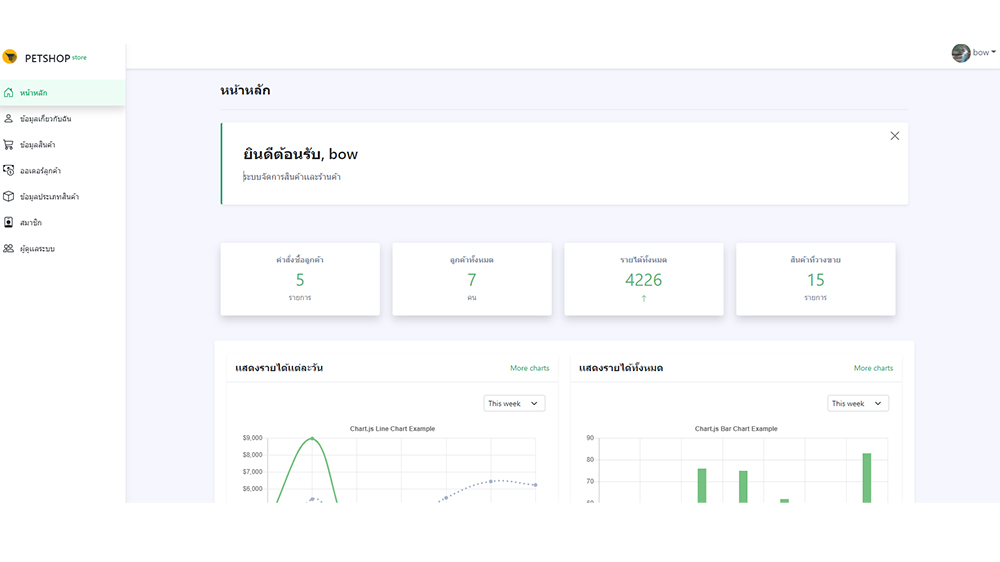 PETSHOP store
bow
หน้าหลัก
ข้อมูลเกี่ยวกับฉัน
ข้อมูลสินค้า
ออเดอร์ลูกค้า
ข้อมูลประเภทสินค้า
สมาชิก
ผู้ดูแลระบบ
หน้าหลัก
ยินดีต้อนรับ, bow
ระบบจัดการสินค้าและร้านค้า
คำสั่งซื้อลูกค้า
5
รายการ
ลูกค้าทั้งหมด
7
คน
รายได้ทั้งหมด
4226
↑
สินค้าที่วางขาย
15
รายการ
แสดงรายได้แต่ละวัน
More charts
This week
Chart.js Line Chart Example
$9,000
$8,000
$7,000
$6,000
แสดงรายได้ทั้งหมด
More charts
This week
Chart.js Bar Chart Example
90
80
70
60